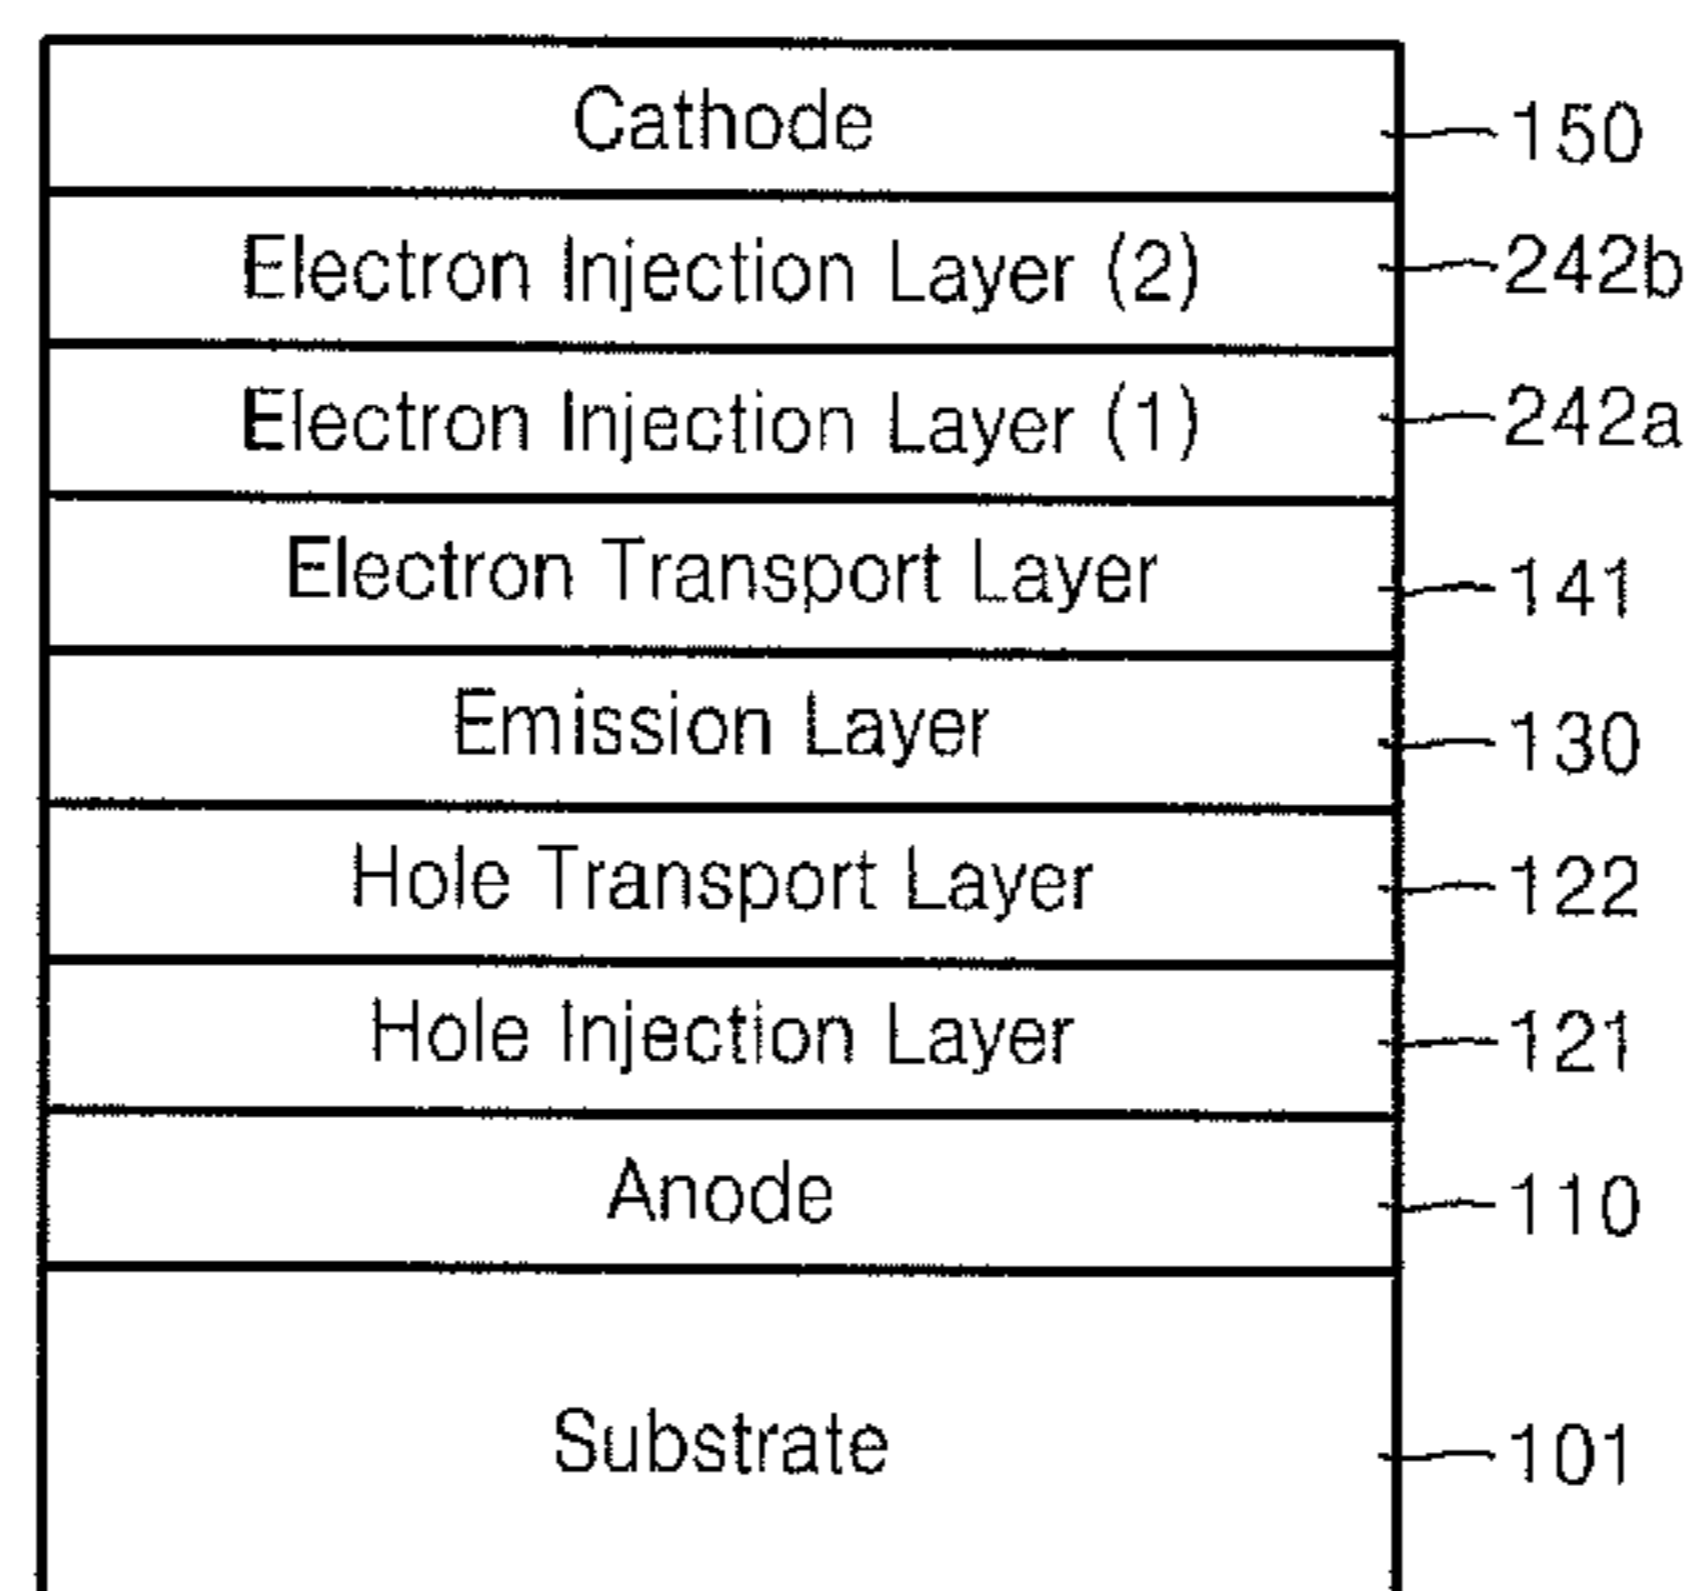 Cathode 150
Electron Injection Layer (2) 242b
Electron Injection Layer (1) 242a
Electron Transport Layer 141
Emission Layer 130
Hole Transport Layer 122
Hole Injection Layer 121
Anode 110
Substrate 101